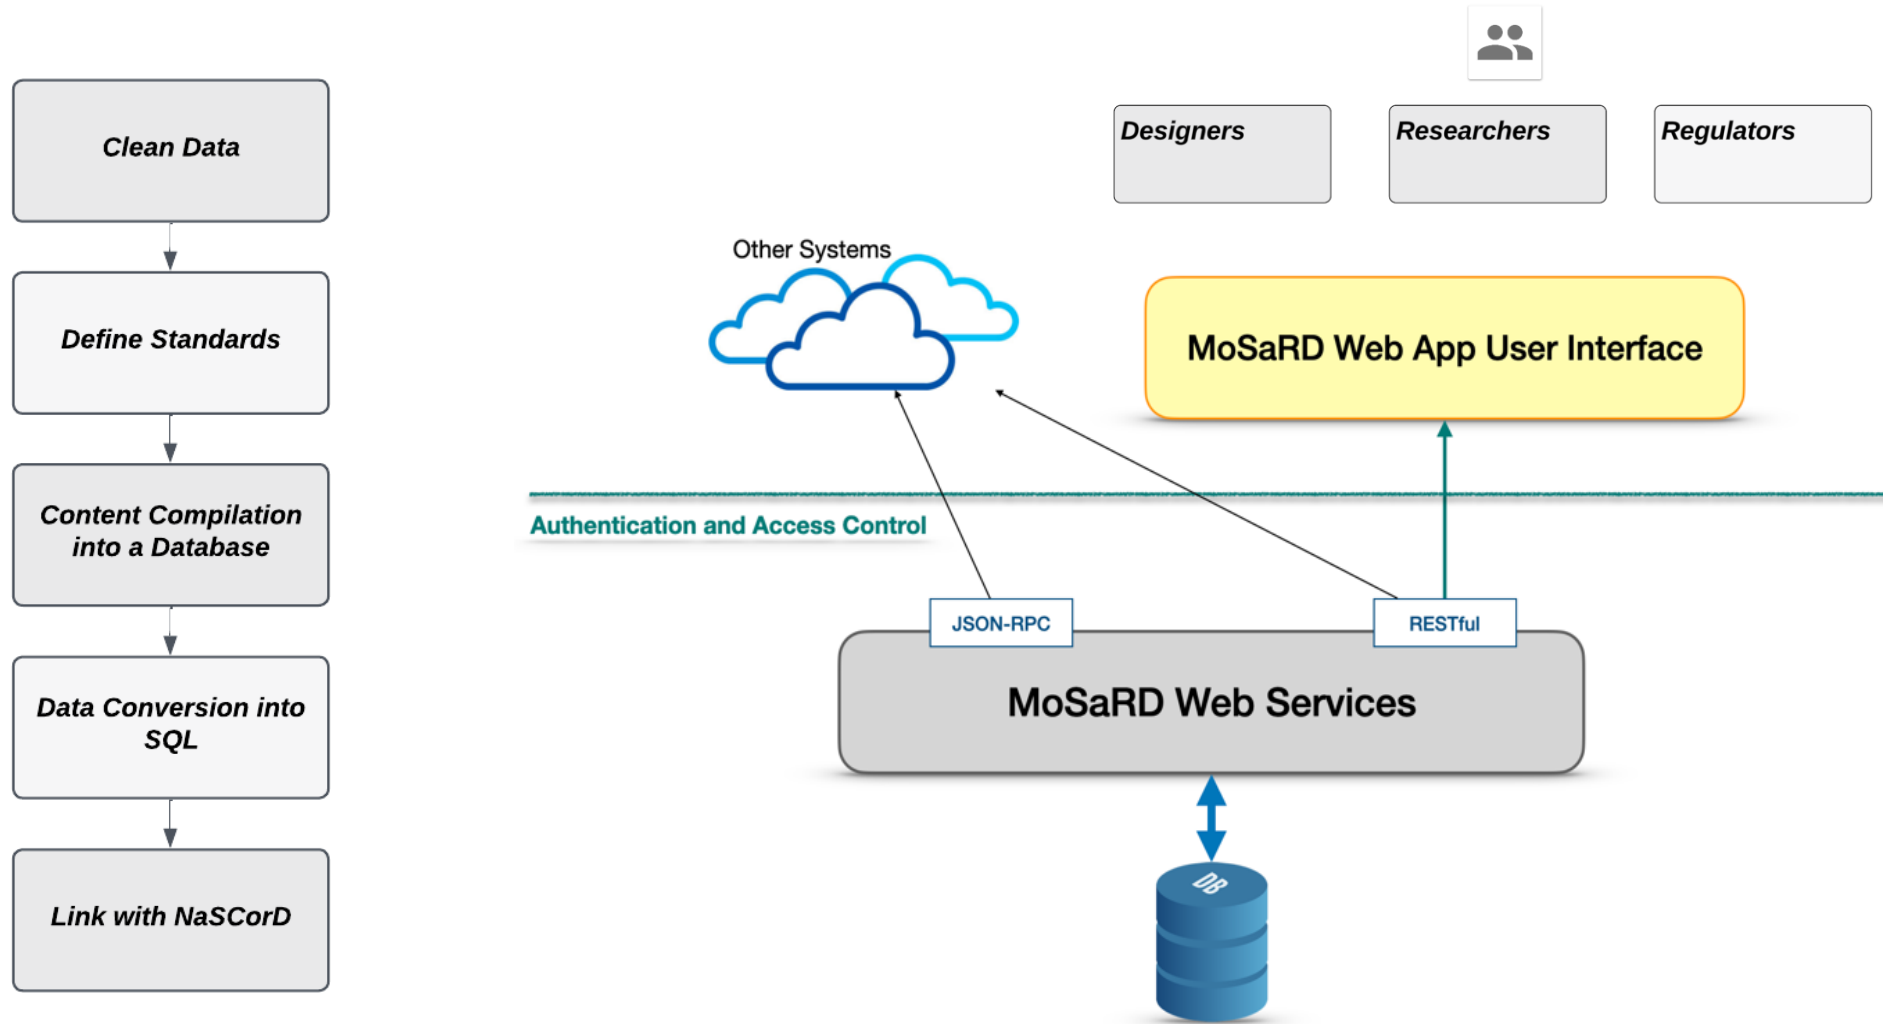 Clean Data
Define Standards
Content Compilation
into a Database
Data Conversion into
SQL
Link with NaSCorD
Designers
Researchers
Regulators
Other Systems
MoSaRD Web App User Interface
Authentication and Access Control
JSON-RPC
RESTful
MoSaRD Web Services
DB